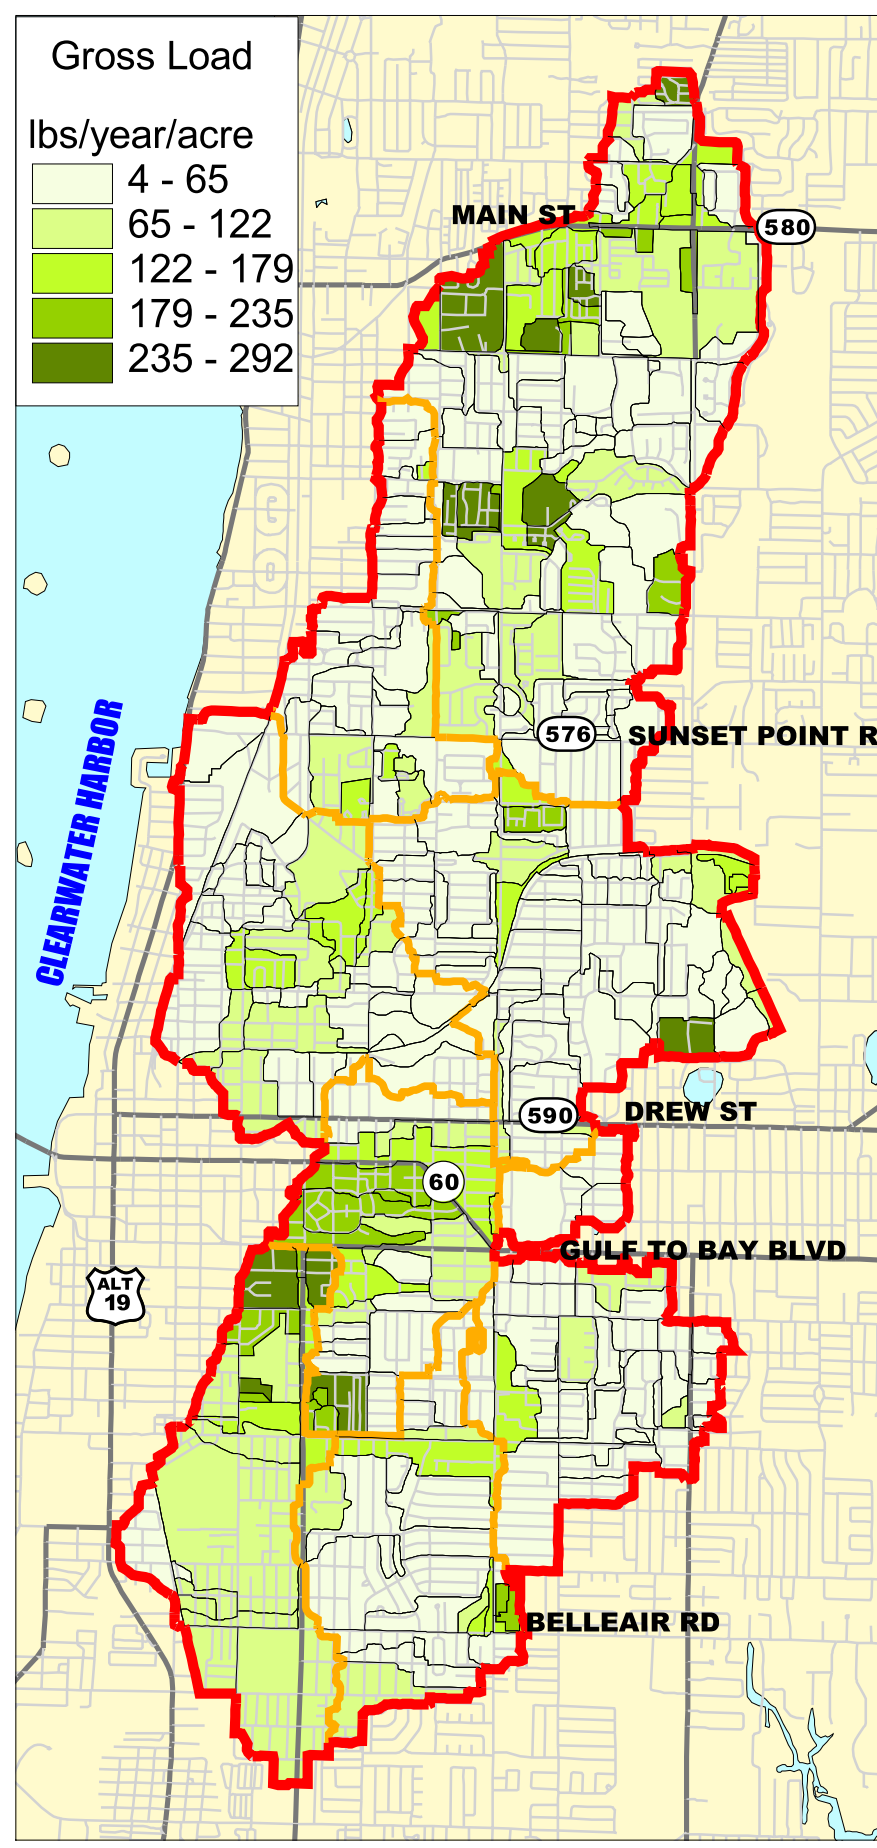 Gross Load
lbs/year/acre
4 - 65
65 - 122
122 - 179
179 - 235
235 - 292
MAIN ST
580
576
SUNSET POINT R
CLEARWATER HARBOR
590
DREW ST
60
GULF TO BAY BLVD
ALT
19
BELLEAIR RD